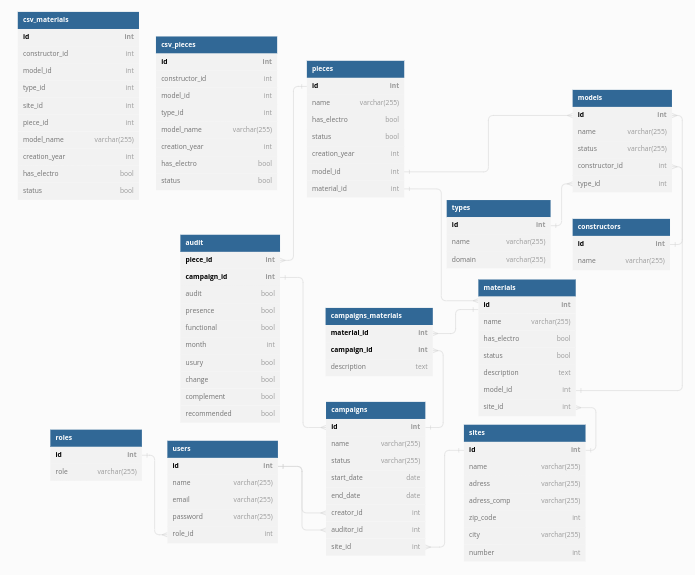 csv_materials
id int
constructor_id int
model_id int
type_id int
site_id int
piece_id int
model_name varchar(255)
creation_year int
has_electro bool
status bool
csv_pieces
id int
constructor_id int
model_id int
type_id int
model_name varchar(255)
creation_year int
has_electro bool
status bool
pieces
id int
name varchar(255)
has_electro bool
status bool
creation_year int
model_id int
material_id int
models
id int
name varchar(255)
status varchar(255)
constructor_id int
type_id int
types
id int
name varchar(255)
domain varchar(255)
constructors
id int
name varchar(255)
audit
piece_id int
campaign_id int
audit bool
presence bool
functional bool
month int
usury bool
change bool
complement bool
recommended bool
campaigns_materials
material_id int
campaign_id int
description text
materials
id int
name varchar(255)
has_electro bool
status bool
description text
model_id int
site_id int
campaigns
id int
name varchar(255)
status varchar(255)
start_date date
end_date date
creator_id int
auditor_id int
site_id int
sites
id int
name varchar(255)
adress varchar(255)
adress_comp varchar(255)
zip_code int
city varchar(255)
number int
roles
id int
role varchar(255)
users
id int
name varchar(255)
email varchar(255)
password varchar(255)
role_id int